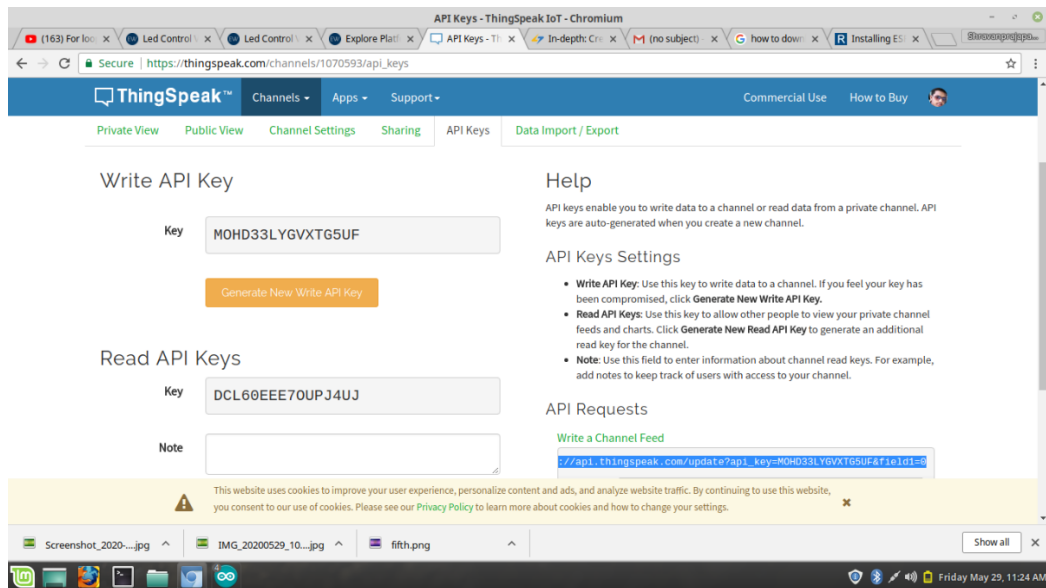 API Keys - ThingSpeak IoT - Chromium
(163) For loo
Led Control
Led Control
Explore Platf
API Keys - Th
In-depth: Cre
(no subject) -
how to down
Installing ES
Secure | https://thingspeak.com/channels/1070593/api_keys
ThingSpeak™
Channels
Apps
Support
Commercial Use
How to Buy
Private View
Public View
Channel Settings
Sharing
API Keys
Data Import / Export
Write API Key
Key
MOHD33LYGVXTG5UF
Generate New Write API Key
Read API Keys
Key
DCL60EEE7OUPJ4UJ
Note
Help
API keys enable you to write data to a channel or read data from a private channel. API
keys are auto-generated when you create a new channel.
API Keys Settings
• Write API Key: Use this key to write data to a channel. If you feel your key has
been compromised, click Generate New Write API Key.
• Read API Keys: Use this key to allow other people to view your private channel
feeds and charts. Click Generate New Read API Key to generate an additional
read key for the channel.
• Note: Use this field to enter information about channel read keys. For example,
add notes to keep track of users with access to your channel.
API Requests
Write a Channel Feed
://api.thingspeak.com/update?api_key=MOHD33LYGVXTG5UF&field1=0
This website uses cookies to improve your user experience, personalize content and ads, and analyze website traffic. By continuing to use this website,
you consent to our use of cookies. Please see our Privacy Policy to learn more about cookies and how to change your settings.
Screenshot_2020-....jpg
IMG_20200529_10....jpg
fifth.png
Show all
Friday May 29, 11:24 AM